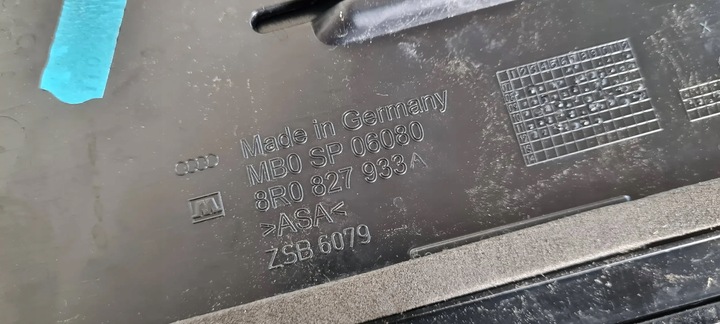 Made in Germany
MB0 SP 06080
8R0 827 933 A
>ASA<
ZSB 6079